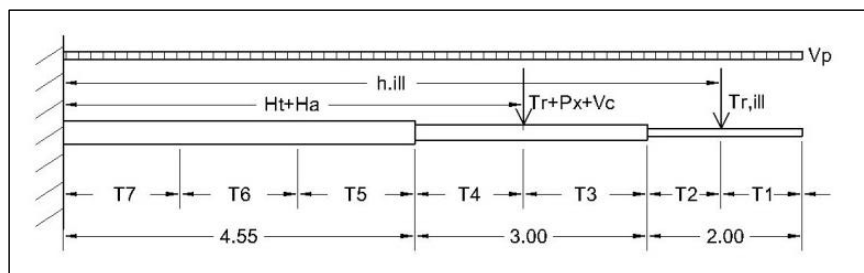 Vp
h.ill
Ht+Ha
Tr+Px+Vc
Tr,ill
T7 T6 T5 T4 T3 T2 T1
4.55 3.00 2.00